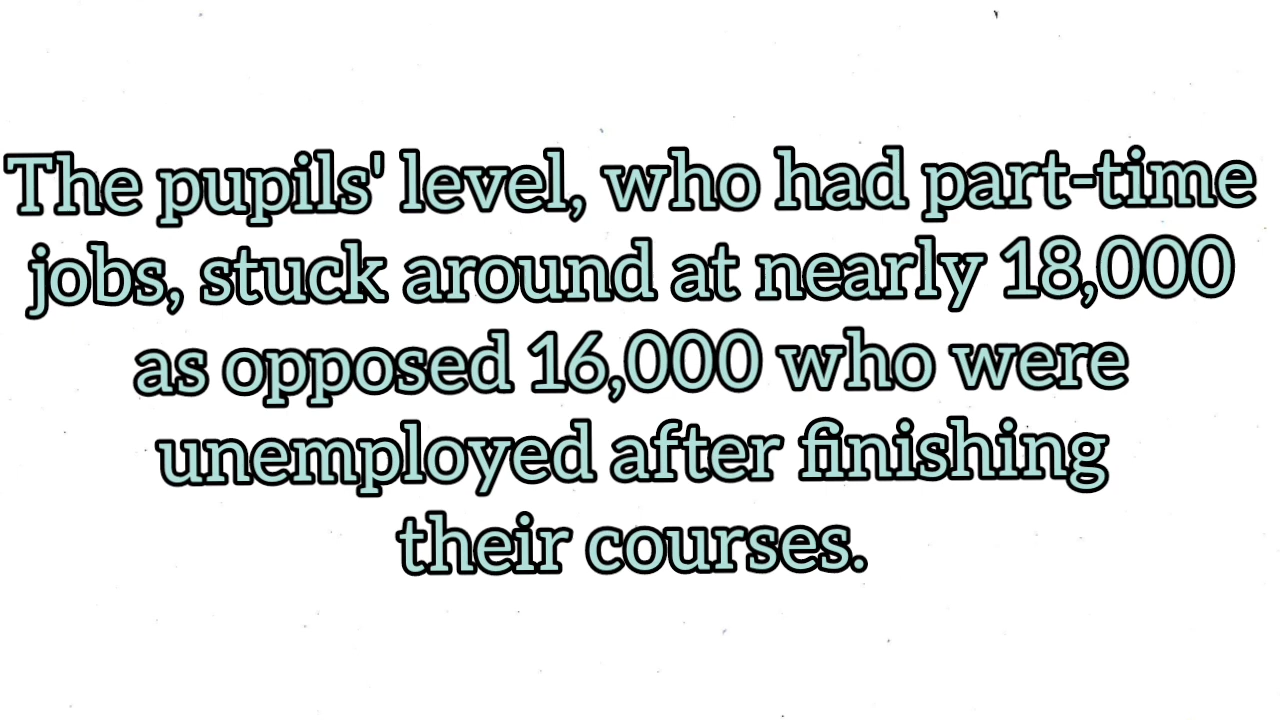 The pupils' level, who had part-time
jobs, stuck around at nearly 18,000
as opposed 16,000 who were
unemployed after finishing
their courses.